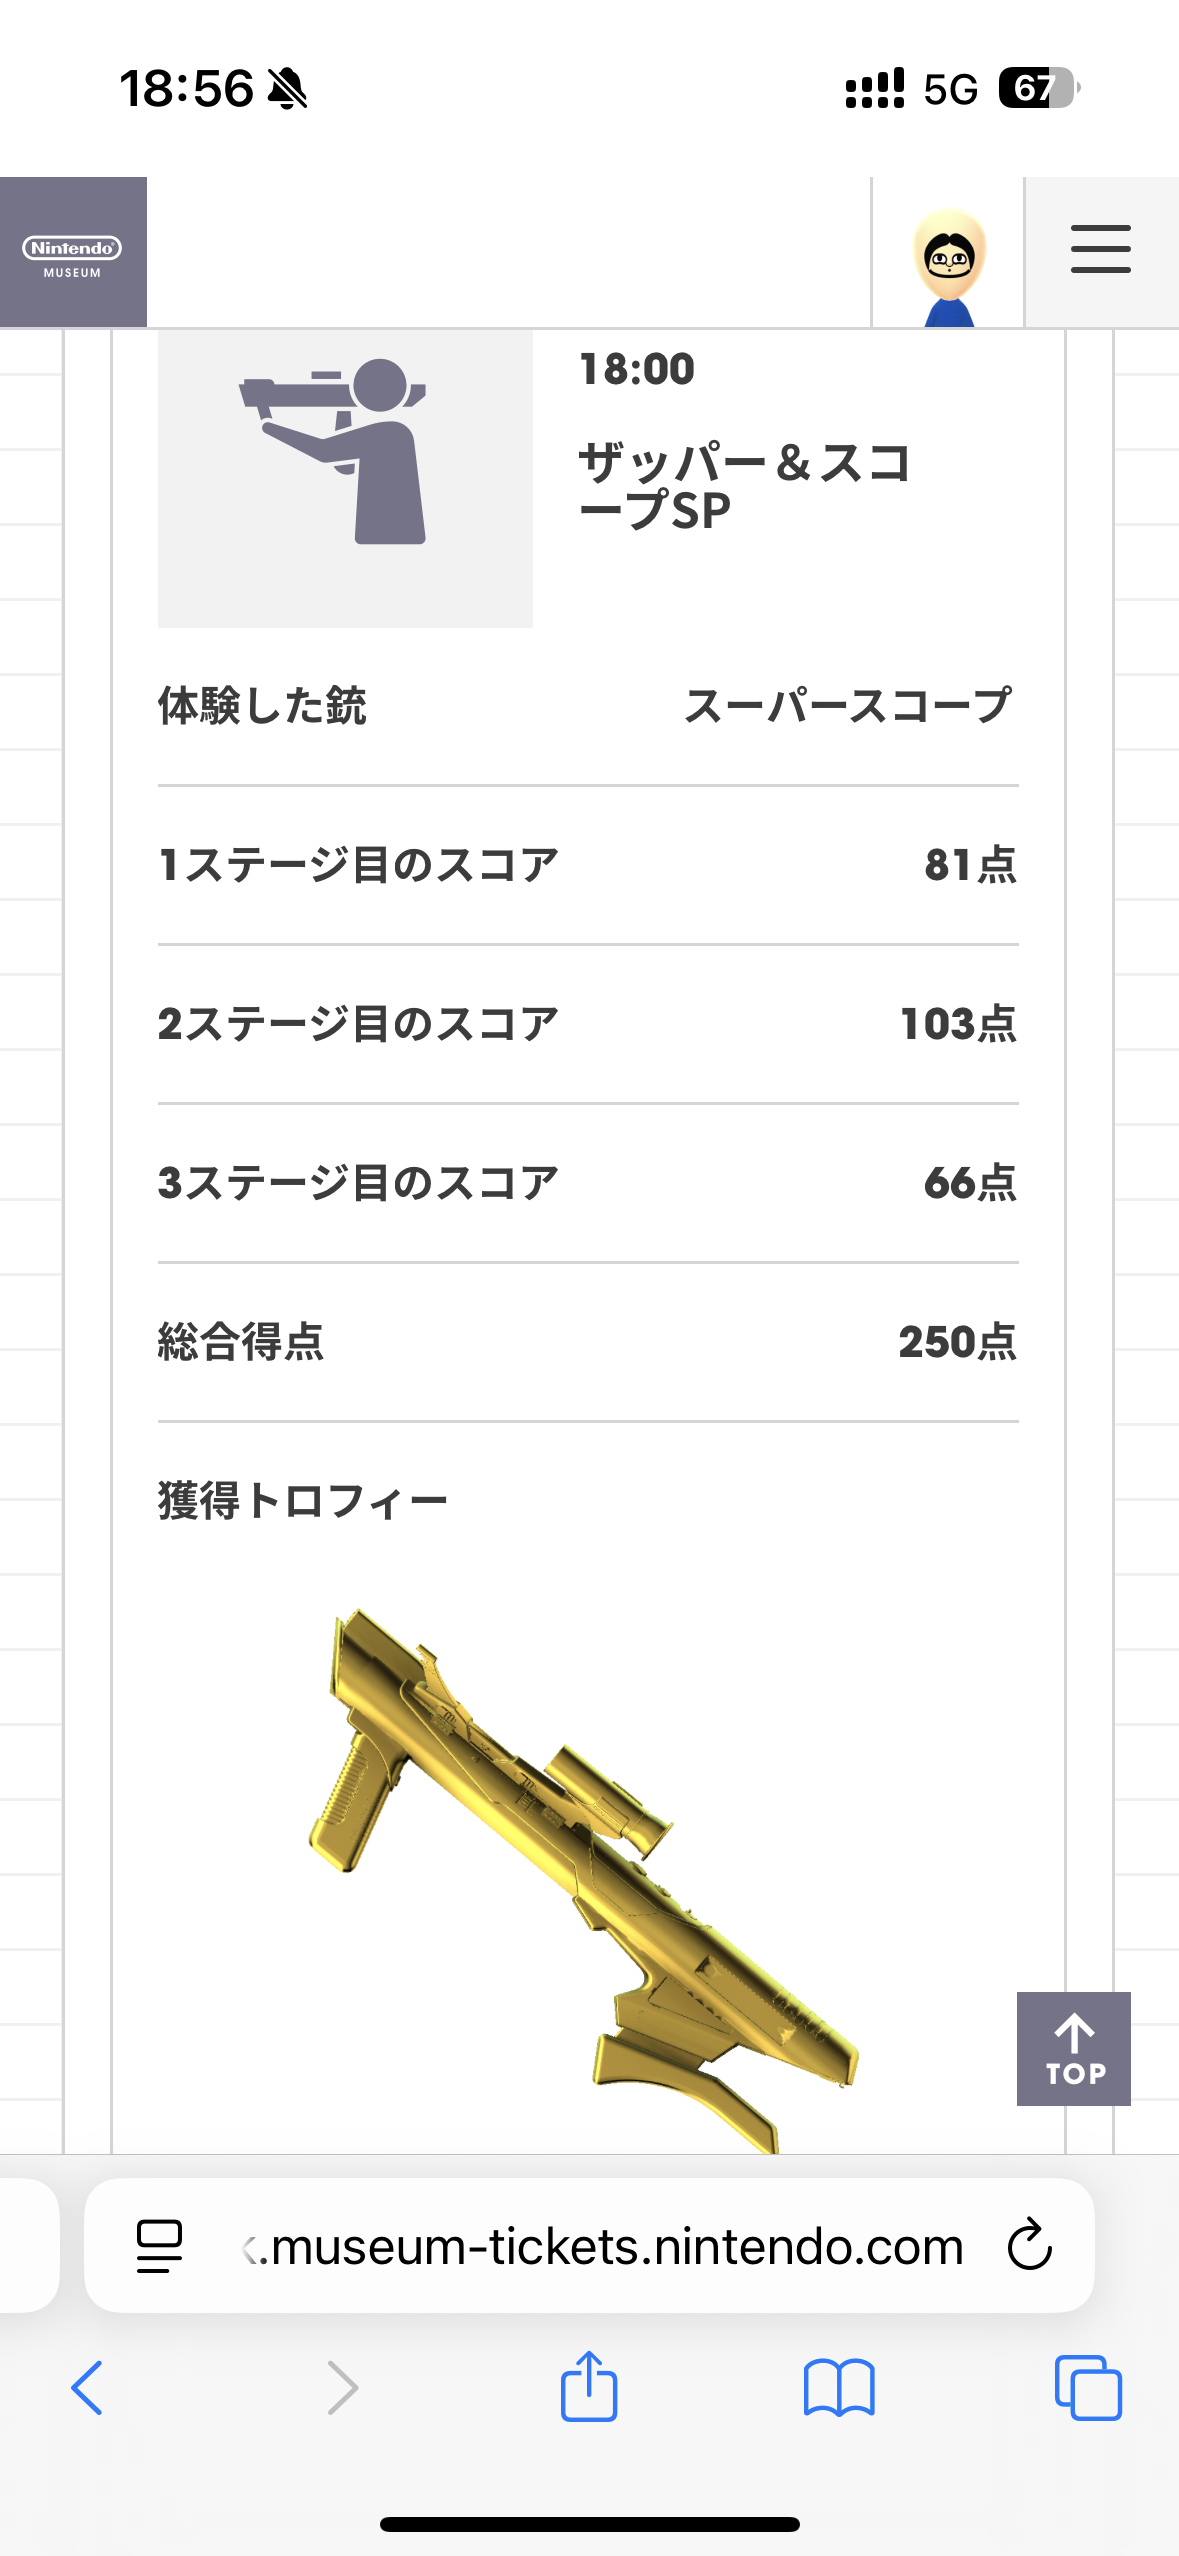 18:56
5G
67
Nintendo
MUSEUM
18:00
ザッパー＆スコ
ープSP
体験した銃 スーパースコープ
1ステージ目のスコア 81点
2ステージ目のスコア 103点
3ステージ目のスコア 66点
総合得点 250点
獲得トロフィー
TOP
.museum-tickets.nintendo.com